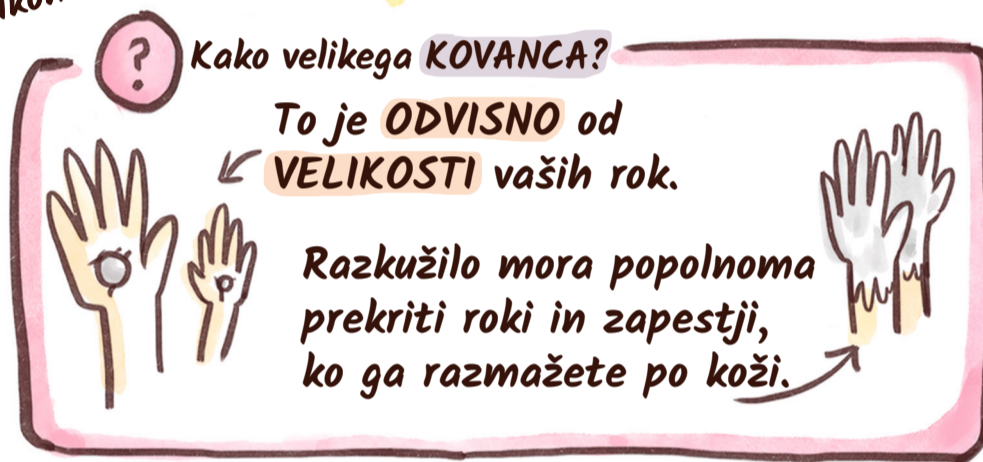 ?
Kako velikega KOVANCA?
To je ODVISNO od
VELIKOSTI vaših rok.
Razkužilo mora popolnoma
prekriti roki in zapestji,
ko ga razmažete po koži.